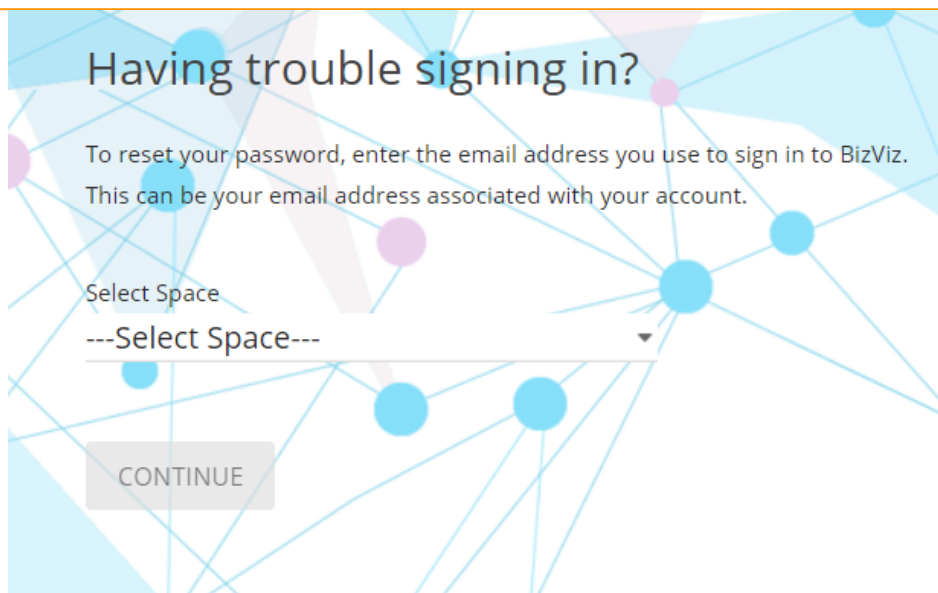 Having trouble signing in?
To reset your password, enter the email address you use to sign in to BizViz.
This can be your email address associated with your account.
Select Space
---Select Space---
CONTINUE